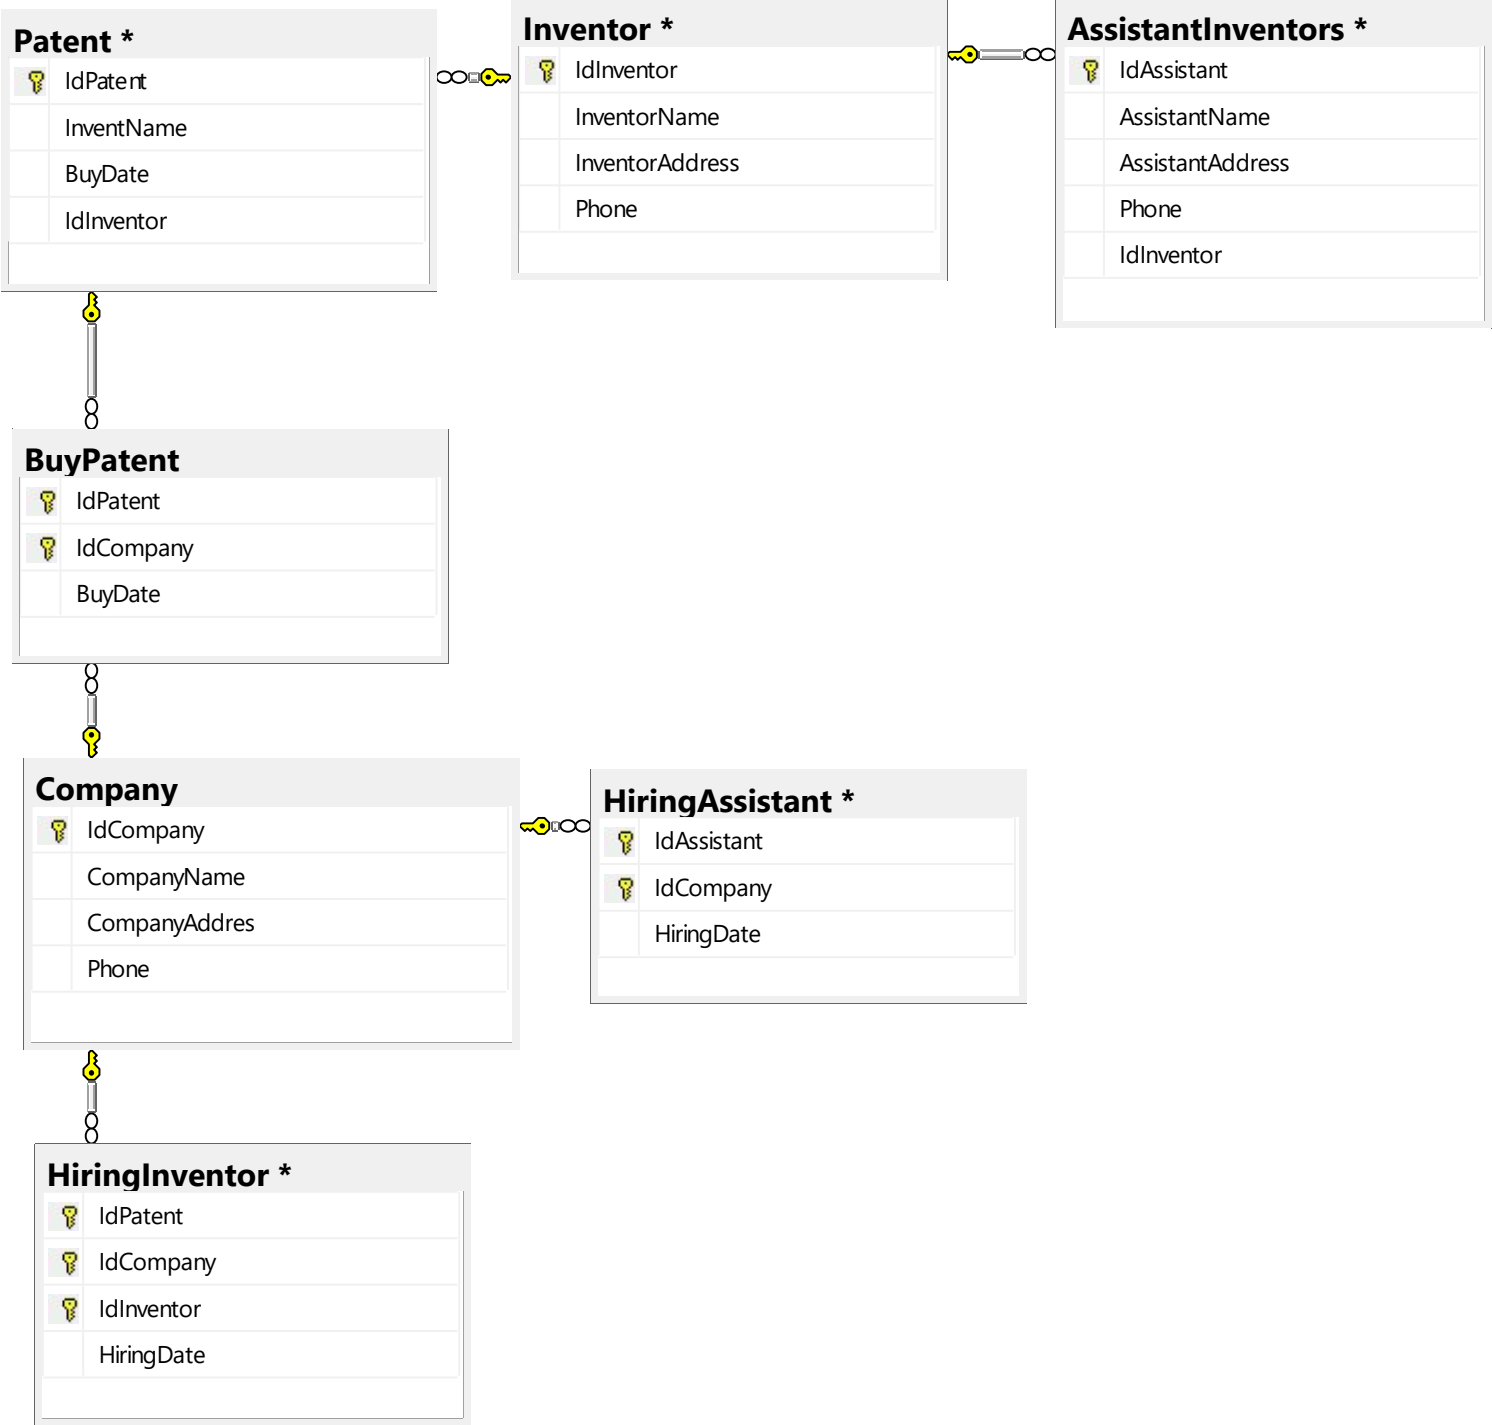 Patent *
IdPatent
InventName
BuyDate
IdInventor
Inventor *
IdInventor
InventorName
InventorAddress
Phone
AssistantInventors *
IdAssistant
AssistantName
AssistantAddress
Phone
IdInventor
BuyPatent
IdPatent
IdCompany
BuyDate
Company
IdCompany
CompanyName
CompanyAddres
Phone
HiringAssistant *
IdAssistant
IdCompany
HiringDate
HiringInventor *
IdPatent
IdCompany
IdInventor
HiringDate